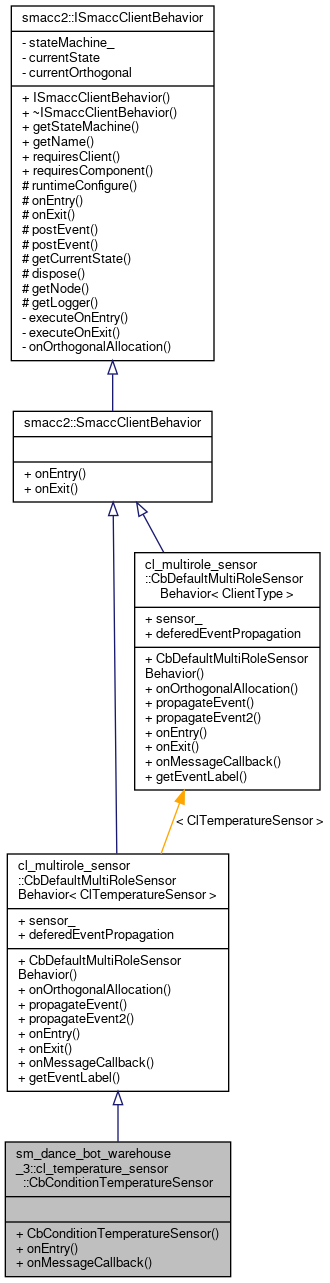 smacc2::ISmaccClientBehavior
- stateMachine_
- currentState
- currentOrthogonal
+ ISmaccClientBehavior()
+ ~ISmaccClientBehavior()
+ getStateMachine()
+ getName()
+ requiresClient()
+ requiresComponent()
# runtimeConfigure()
# onEntry()
# onExit()
# postEvent()
# postEvent()
# getCurrentState()
# dispose()
# getNode()
# getLogger()
- executeOnEntry()
- executeOnExit()
- onOrthogonalAllocation()
smacc2::SmaccClientBehavior
+ onEntry()
+ onExit()
cl_multirole_sensor
::CbDefaultMultiRoleSensor
Behavior< ClientType >
+ sensor_
+ deferedEventPropagation
+ CbDefaultMultiRoleSensor
Behavior()
+ onOrthogonalAllocation()
+ propagateEvent()
+ propagateEvent2()
+ onEntry()
+ onExit()
+ onMessageCallback()
+ getEventLabel()
< ClTemperatureSensor >
cl_multirole_sensor
::CbDefaultMultiRoleSensor
Behavior< ClTemperatureSensor >
+ sensor_
+ deferedEventPropagation
+ CbDefaultMultiRoleSensor
Behavior()
+ onOrthogonalAllocation()
+ propagateEvent()
+ propagateEvent2()
+ onEntry()
+ onExit()
+ onMessageCallback()
+ getEventLabel()
sm_dance_bot_warehouse
_3::cl_temperature_sensor
::CbConditionTemperatureSensor
+ CbConditionTemperatureSensor()
+ onEntry()
+ onMessageCallback()